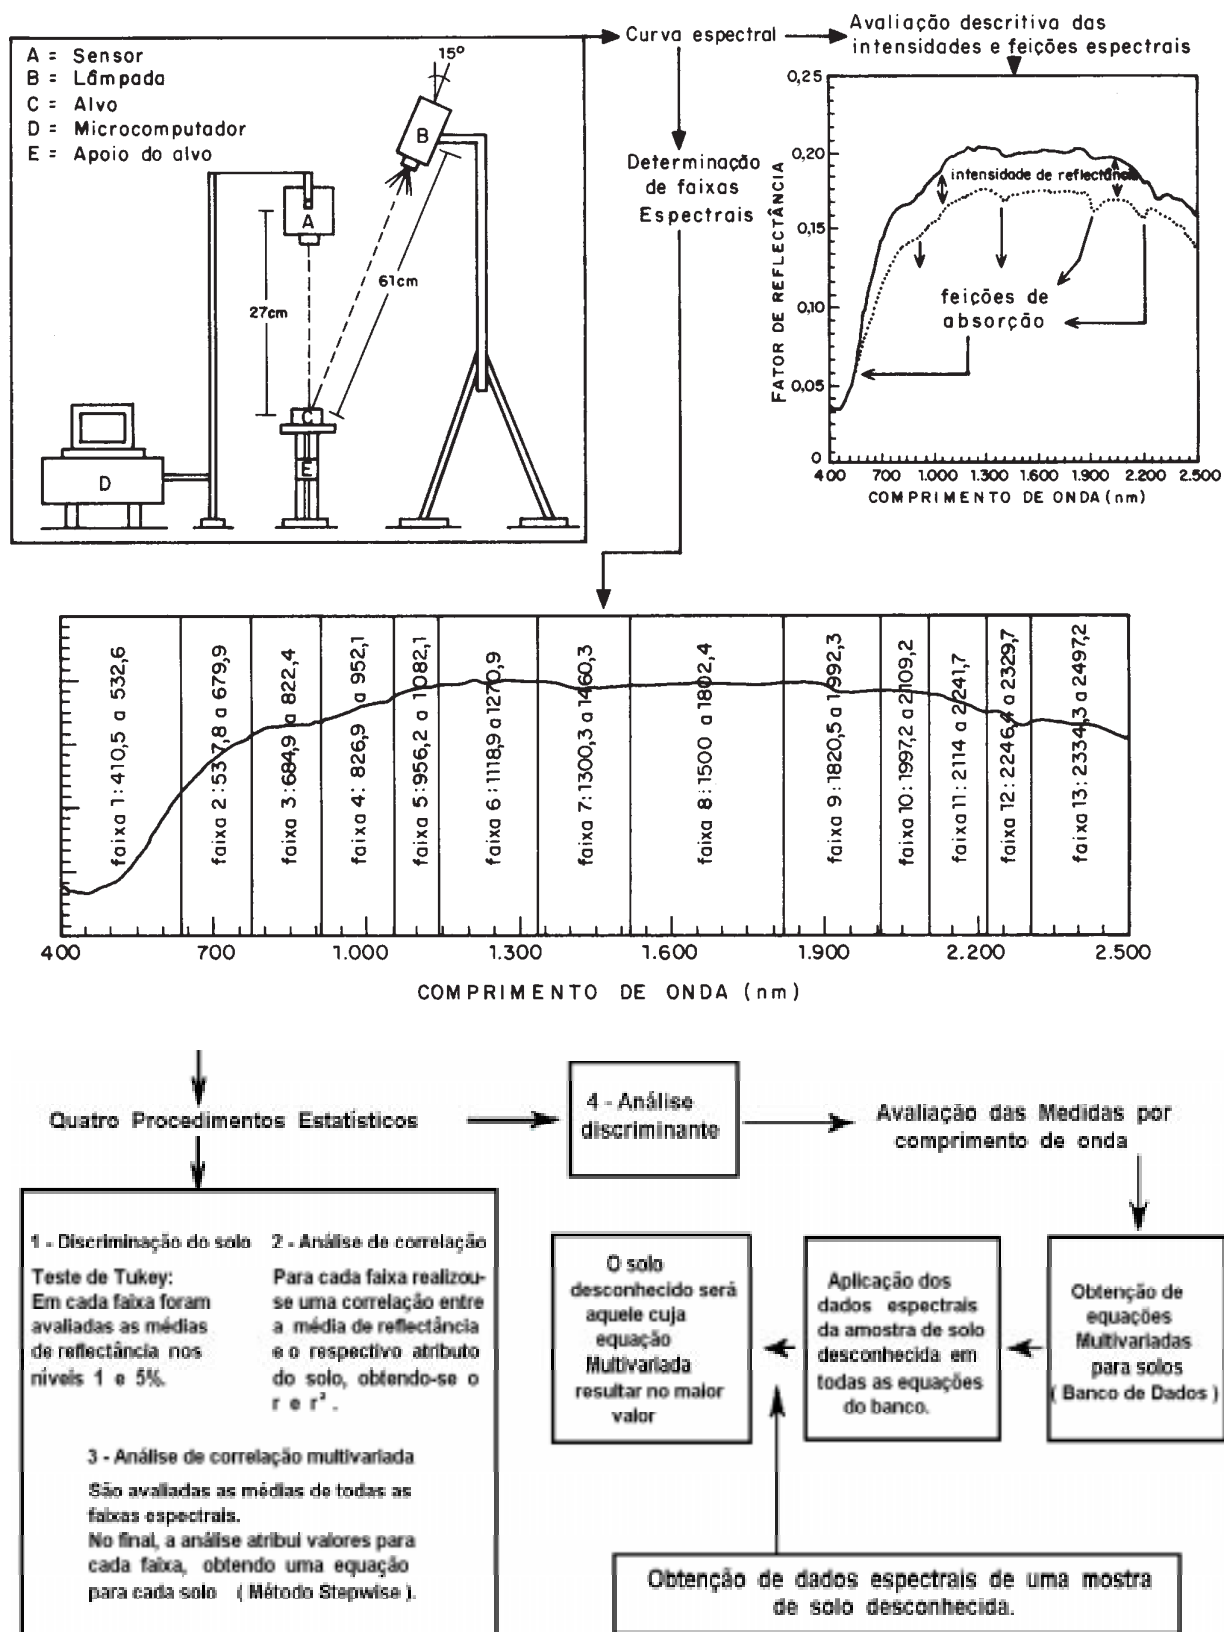 A = Sensor
B = Lâmpada
C = Alvo
D = Microcomputador
E = Apoio do alvo
15º
B
A
61cm
27cm
C
E
D
Curva espectral
Avaliação descritiva das
intensidades e feições espectrais
Determinação
de faixas
Espectrais
0,25
0,20
0,15
0,10
0,05
0
FATOR DE REFLECTÂNCIA
intensidade de reflectância
feições de
absorção
400 700 1.000 1.300 1.600 1.900 2.200 2.500
COMPRIMENTO DE ONDA (nm)
faixa 1: 410,5 a 532,6
faixa 2: 537,8 a 679,9
faixa 3: 684,9 a 822,4
faixa 4: 826,9 a 952,1
faixa 5: 956,2 a 1082,1
faixa 6: 1118,9 a 1270,9
faixa 7: 1300,3 a 1460,3
faixa 8: 1500 a 1802,4
faixa 9: 1820,5 a 1992,3
faixa 10: 1997,2 a 2109,2
faixa 11: 2114 a 2241,7
faixa 12: 2246,4 a 2329,7
faixa 13: 2334,3 a 2497,2
400 700 1.000 1.300 1.600 1.900 2.200 2.500
COMPRIMENTO DE ONDA (nm)
Quatro Procedimentos Estatísticos
4 - Análise
discriminante
Avaliação das Medidas por
comprimento de onda
1 - Discriminação do solo
Teste de Tukey:
Em cada faixa foram
avaliadas as médias
de reflectância nos
níveis 1 e 5%.
2 - Análise de correlação
Para cada faixa realizou-
se uma correlação entre
a média de reflectância
e o respectivo atributo
do solo, obtendo-se o
r e r².
3 - Análise de correlação multivariada
São avaliadas as médias de todas as
faixas espectrais.
No final, a análise atribui valores para
cada faixa, obtendo uma equação
para cada solo ( Método Stepwise ).
O solo
desconhecido será
aquele cuja
equação
Multivariada
resultar no maior
valor
Aplicação dos
dados espectrais
da amostra de solo
desconhecida em
todas as equações
do banco.
Obtenção de
equações
Multivariadas
para solos
( Banco de Dados )
Obtenção de dados espectrais de uma mostra
de solo desconhecida.